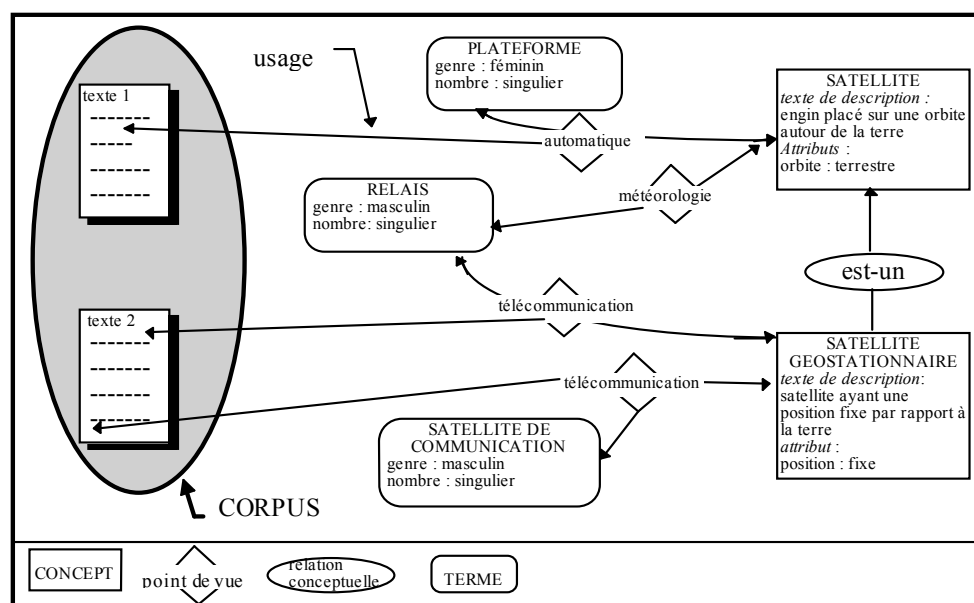 usage
texte 1
PLATEFORME
genre : féminin
nombre : singulier
automatique
SATELLITE
texte de description :
engin placé sur une orbite
autour de la terre
Attributs :
orbite : terrestre
météorologie
RELAIS
genre : masculin
nombre: singulier
est-un
télécommunication
texte 2
SATELLITE
GEOSTATIONNAIRE
texte de description:
satellite ayant une
position fixe par rapport à
la terre
attribut :
position : fixe
télécommunication
SATELLITE DE
COMMUNICATION
genre : masculin
nombre : singulier
CORPUS
CONCEPT
point de vue
relation
conceptuelle
TERME